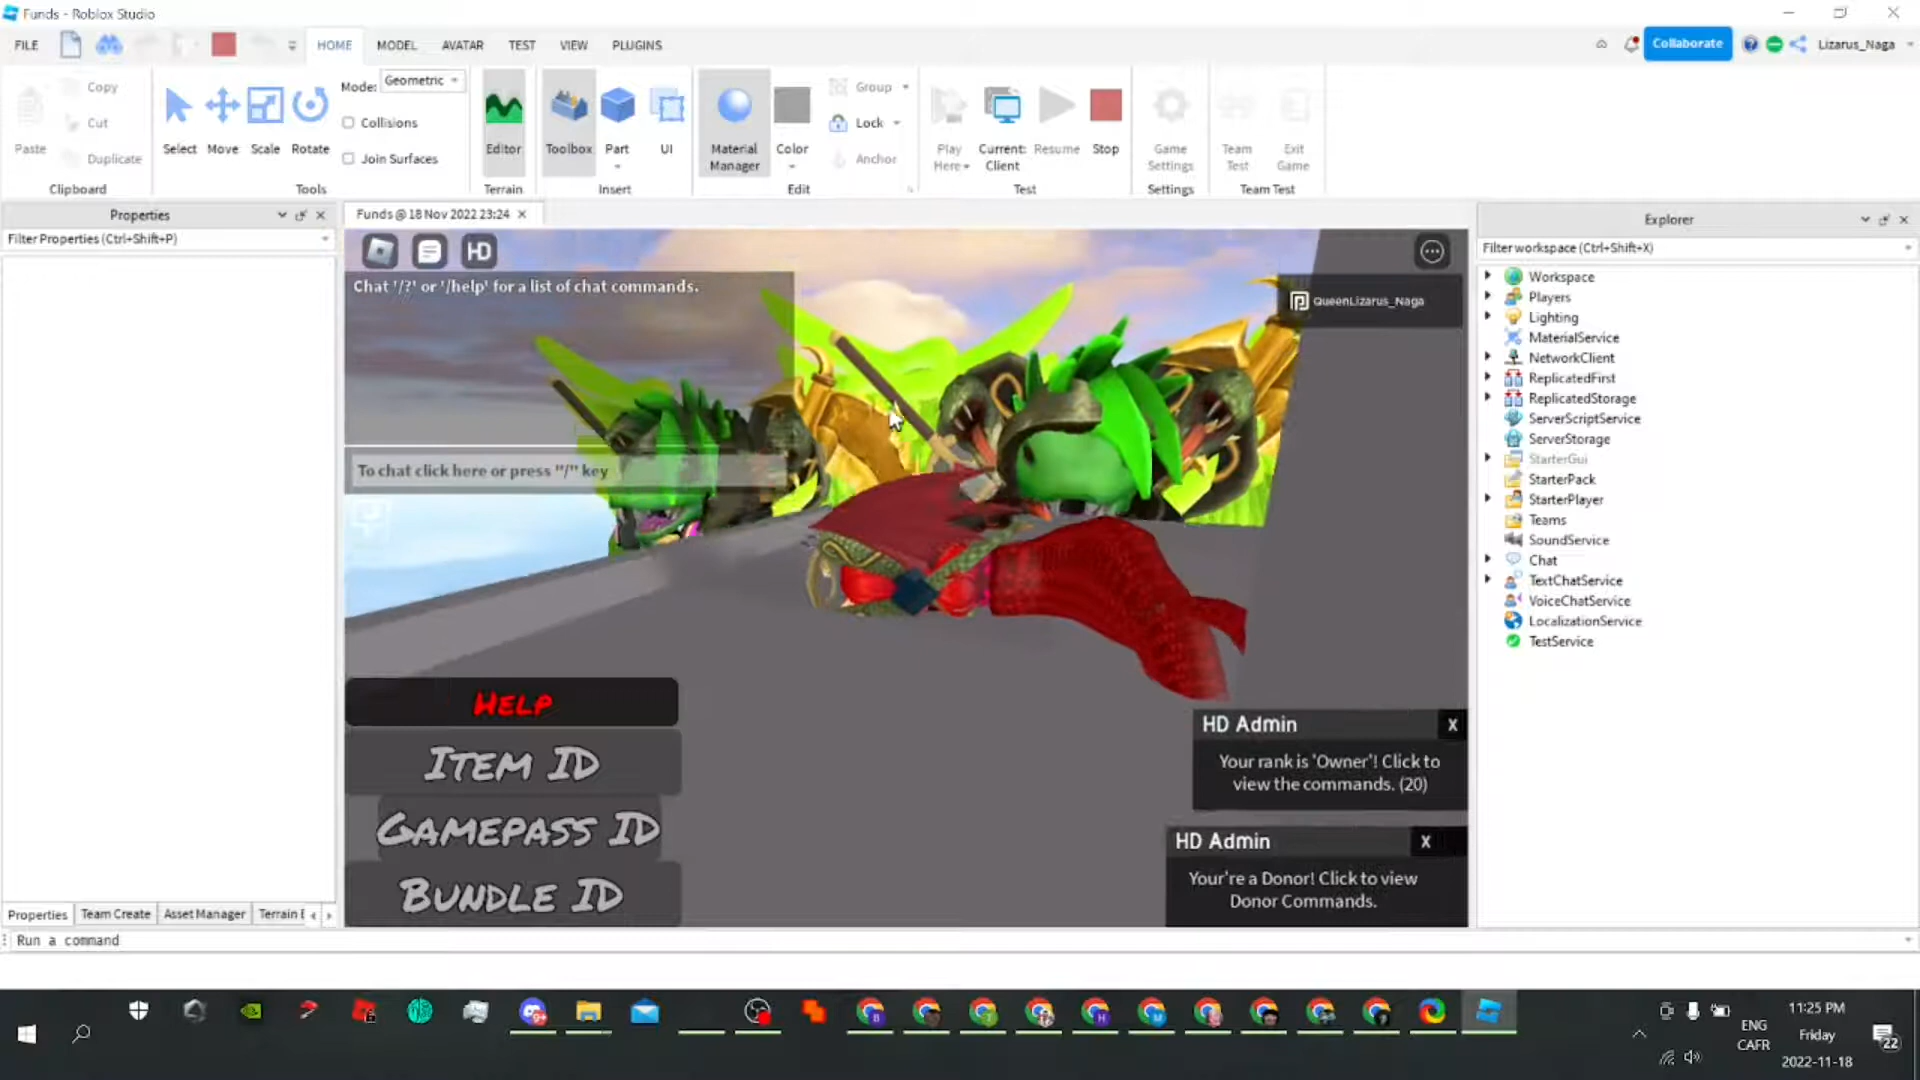 Funds - Roblox Studio
FILE
HOME
MODEL
AVATAR
TEST
VIEW
PLUGINS
Collaborate
Lizarus_Naga
Paste
Copy
Cut
Duplicate
Clipboard
Select
Move
Scale
Rotate
Mode:
Geometric
Collisions
Join Surfaces
Tools
Editor
Terrain
Toolbox
Part
UI
Insert
Material
Manager
Color
Group
Lock
Anchor
Edit
Play
Here
Current:
Client
Resume
Stop
Test
Game
Settings
Settings
Team
Test
Exit
Game
Team Test
Properties
Filter Properties (Ctrl+Shift+P)
Funds @ 18 Nov 2022 23:24
HD
Chat '/?' or '/help' for a list of chat commands.
To chat click here or press "/" key
QueenLizarus_Naga
Help
Item ID
Gamepass ID
Bundle ID
HD Admin
X
Your rank is 'Owner'! Click to
view the commands. (20)
HD Admin
X
Your're a Donor! Click to view
Donor Commands.
Explorer
Filter workspace (Ctrl+Shift+X)
Workspace
Players
Lighting
MaterialService
NetworkClient
ReplicatedFirst
ReplicatedStorage
ServerScriptService
ServerStorage
StarterGui
StarterPack
StarterPlayer
Teams
SoundService
Chat
TextChatService
VoiceChatService
LocalizationService
TestService
Properties
Team Create
Asset Manager
Terrain E
Run a command
ENG
CAFR
11:25 PM
Friday
2022-11-18
22